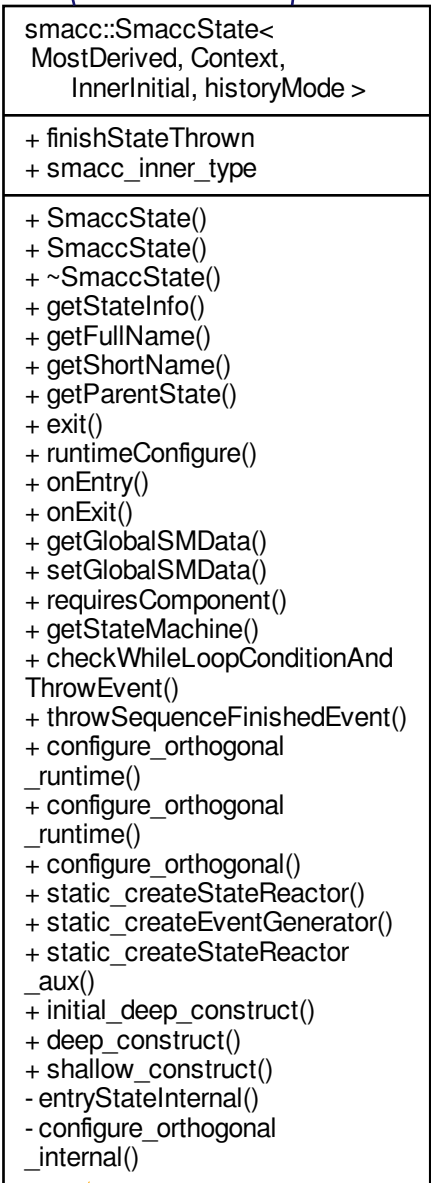 smacc::SmaccState<
MostDerived, Context,
InnerInitial, historyMode >
+ finishStateThrown
+ smacc_inner_type
+ SmaccState()
+ SmaccState()
+ ~SmaccState()
+ getStateInfo()
+ getFullName()
+ getShortName()
+ getParentState()
+ exit()
+ runtimeConfigure()
+ onEntry()
+ onExit()
+ getGlobalSMData()
+ setGlobalSMData()
+ requiresComponent()
+ getStateMachine()
+ checkWhileLoopConditionAnd
ThrowEvent()
+ throwSequenceFinishedEvent()
+ configure_orthogonal
_runtime()
+ configure_orthogonal
_runtime()
+ configure_orthogonal()
+ static_createStateReactor()
+ static_createEventGenerator()
+ static_createStateReactor
_aux()
+ initial_deep_construct()
+ deep_construct()
+ shallow_construct()
- entryStateInternal()
- configure_orthogonal
_internal()